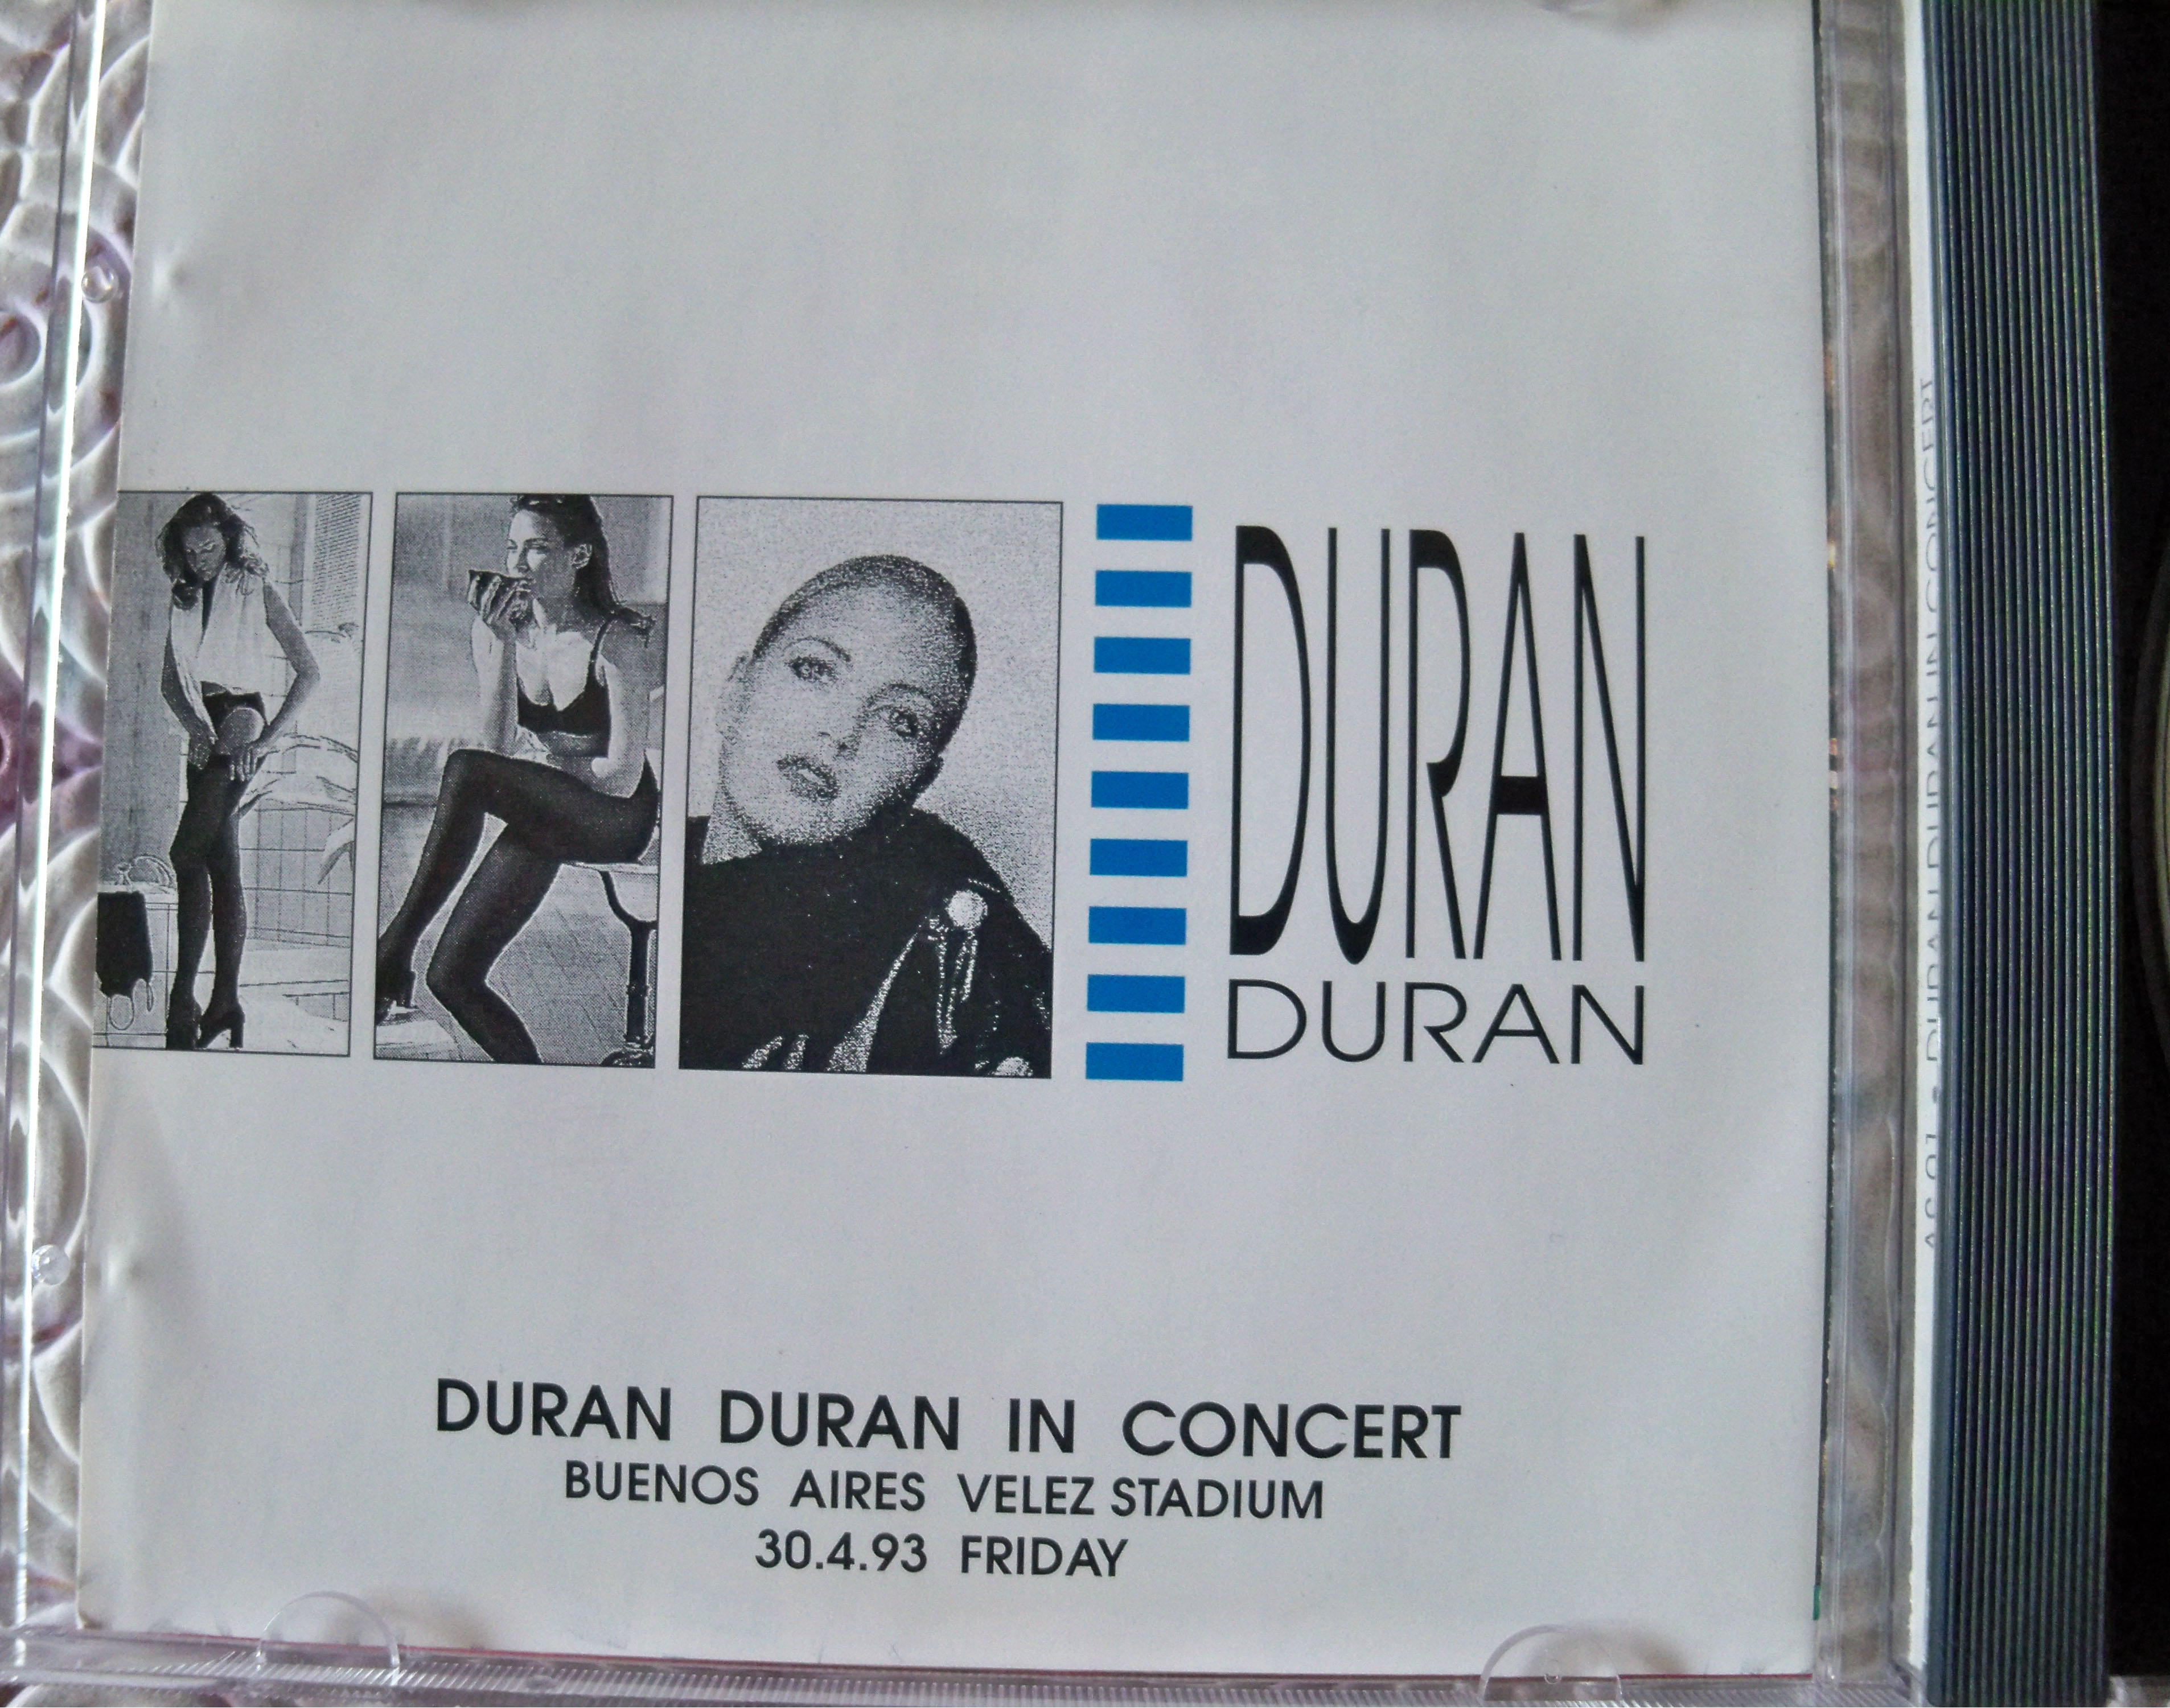 DURAN
DURAN
DURAN DURAN IN CONCERT
BUENOS AIRES VELEZ STADIUM
30.4.93 FRIDAY
DURAN DURAN IN CONCERT